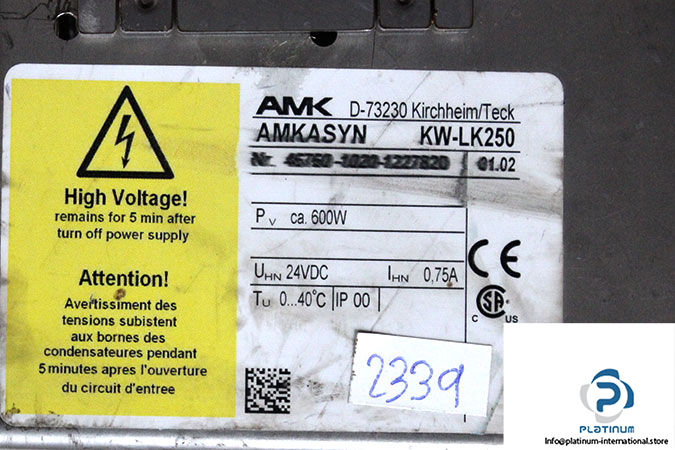 AMK D-73230 Kirchheim/Teck
AMKASYN KW-LK250
Nr. 01.02
High Voltage!
remains for 5 min after
turn off power supply
Attention!
Avertissiment des
tensions subistent
aux bornes des
condensateures pendant
5 minutes apres l'ouverture
du circuit d'entree
Pv ca. 600W
UHN 24VDC IHN 0,75A
TU 0...40°C IP 00
CE
C SA US
2339
PLATINUM
info@platinum-international.store